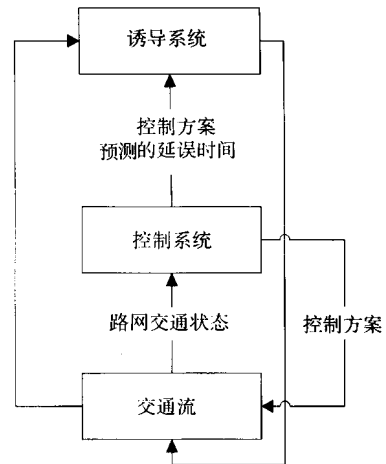 诱导系统
控制方案
预测的延误时间
控制系统
路网交通状态
控制方案
交通流